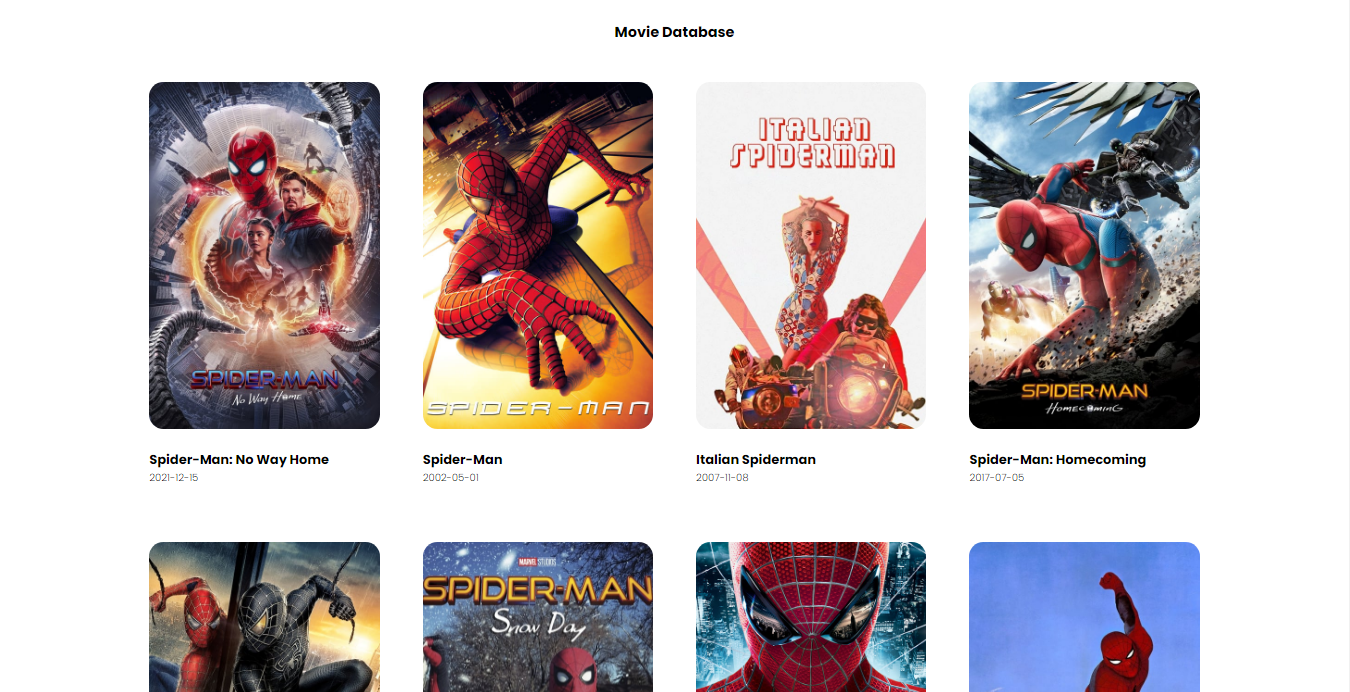 Movie Database
SPIDER-MAN
No Way Home
SPIDER-MAN
ITALIAN
SPIDERMAN
SPIDER-MAN
HOMECOMING
Spider-Man: No Way Home
2021-12-15
Spider-Man
2002-05-01
Italian Spiderman
2007-11-08
Spider-Man: Homecoming
2017-07-05
MARVEL STUDIOS
SPIDER-MAN
Snow Day